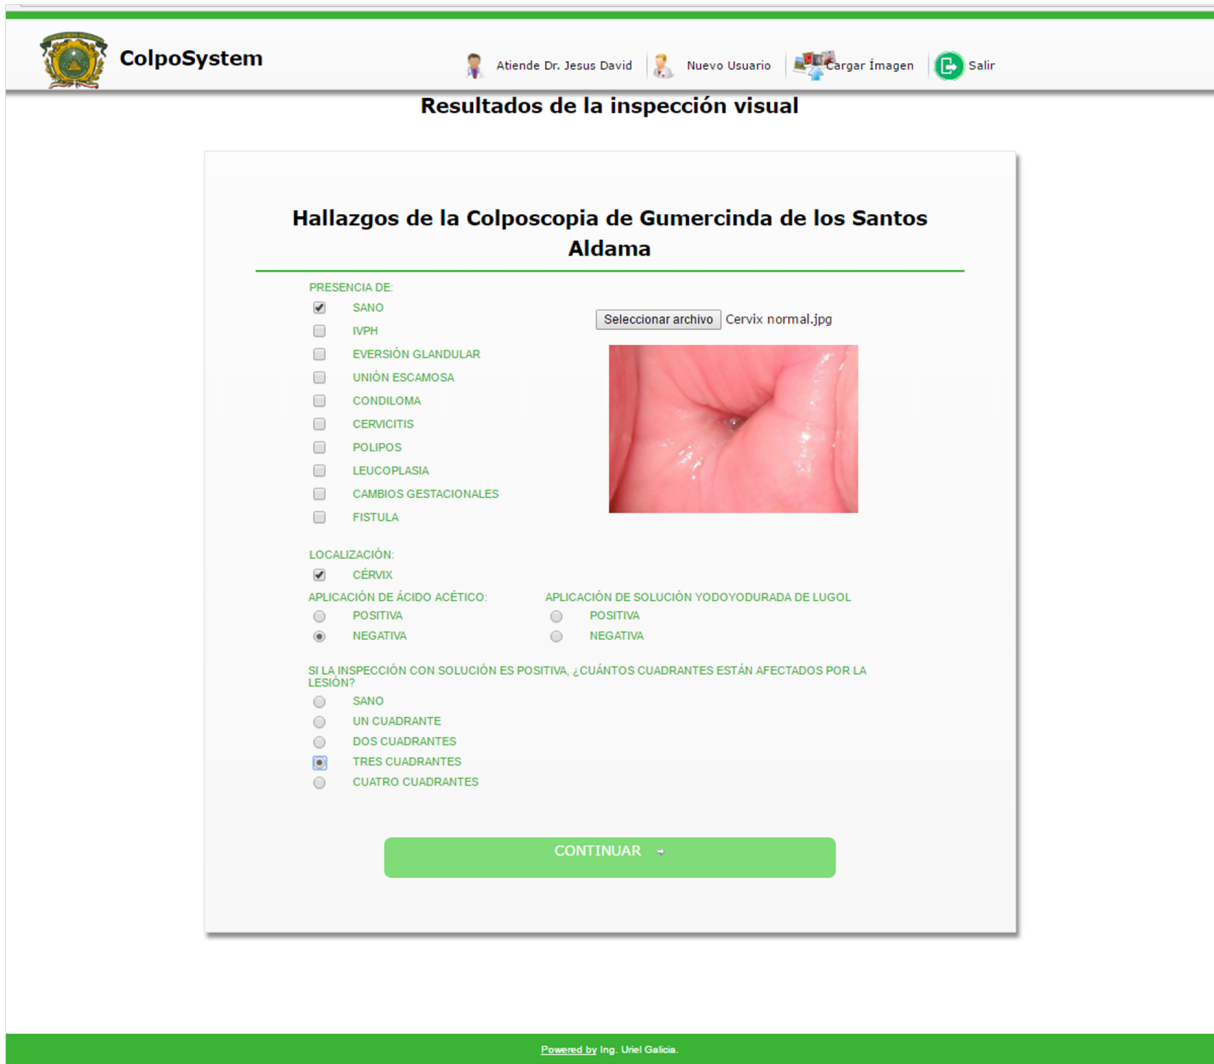 ColpoSystem
Atiende Dr. Jesus David
Nuevo Usuario
Cargar Ímagen
Salir
Resultados de la inspección visual
Hallazgos de la Colposcopia de Gumercinda de los Santos
Aldama
PRESENCIA DE:
SANO
IVPH
EVERSIÓN GLANDULAR
UNIÓN ESCAMOSA
CONDILOMA
CERVICITIS
POLIPOS
LEUCOPLASIA
CAMBIOS GESTACIONALES
FISTULA
Seleccionar archivo Cervix normal.jpg
LOCALIZACIÓN:
CÉRVIX
APLICACIÓN DE ÁCIDO ACÉTICO:
POSITIVA
NEGATIVA
APLICACIÓN DE SOLUCIÓN YODOYODURADA DE LUGOL
POSITIVA
NEGATIVA
SI LA INSPECCIÓN CON SOLUCIÓN ES POSITIVA, ¿CUÁNTOS CUADRANTES ESTÁN AFECTADOS POR LA
LESIÓN?
SANO
UN CUADRANTE
DOS CUADRANTES
TRES CUADRANTES
CUATRO CUADRANTES
CONTINUAR
Powered by Ing. Uriel Galicia.